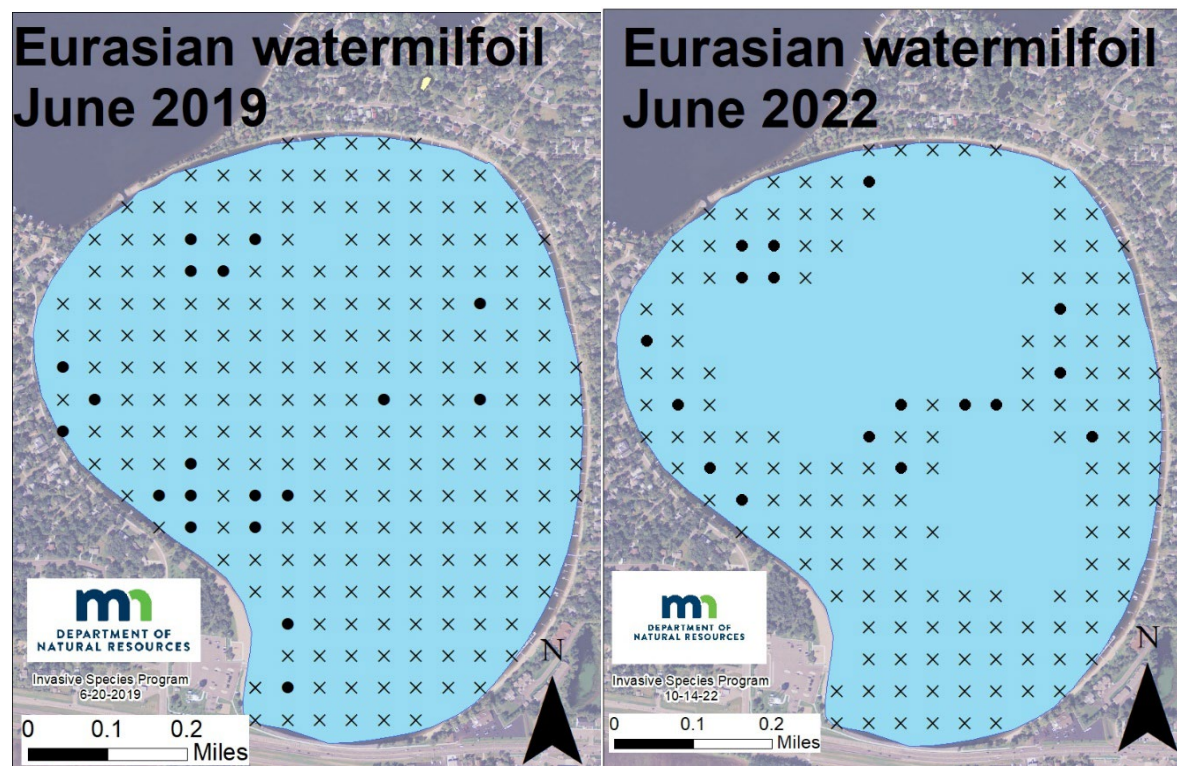 Eurasian watermilfoil
June 2019
mn
DEPARTMENT OF
NATURAL RESOURCES
Invasive Species Program
6-20-2019
0 0.1 0.2
Miles
N
Eurasian watermilfoil
June 2022
mn
DEPARTMENT OF
NATURAL RESOURCES
Invasive Species Program
10-14-22
0 0.1 0.2
Miles
N